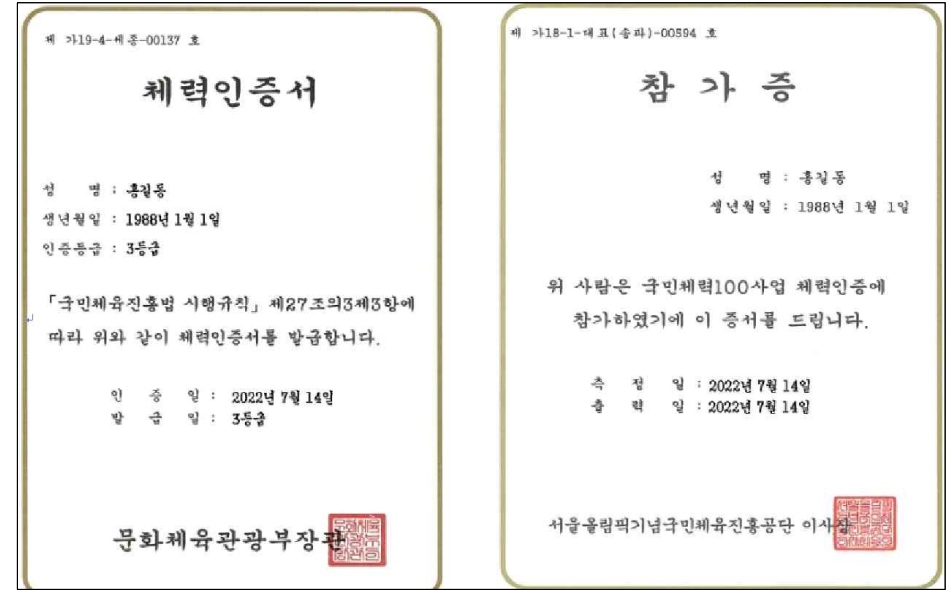 제 가19-4-세종-00137 호
체력인증서
성 명 : 홍길동
생년월일 : 1988년 1월 1일
인증등급 : 3등급
「국민체육진흥법 시행규칙」 제27조의3제3항에
따라 위와 같이 체력인증서를 발급합니다.
인 증 일 : 2022년 7월 14일
발 급 일 : 3등급
문화체육관광부장관
제 가18-1-대표(송파)-00594 호
참 가 증
성 명 : 홍길동
생년월일 : 1988년 1월 1일
위 사람은 국민체력100사업 체력인증에
참가하였기에 이 증서를 드립니다.
측 정 일 : 2022년 7월 14일
출 력 일 : 2022년 7월 14일
서울올림픽기념국민체육진흥공단 이사장